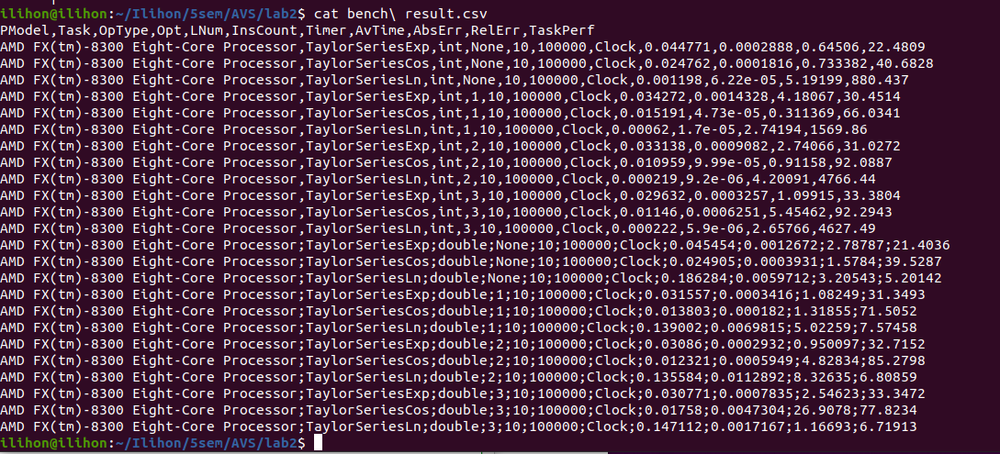 ilihon@ilihon:~/Ilihon/5sem/AVS/lab2$ cat bench\ result.csv
PModel,Task,OpType,Opt,LNum,InsCount,Timer,AvTime,AbsErr,RelErr,TaskPerf
AMD FX(tm)-8300 Eight-Core Processor,TaylorSeriesExp,int,None,10,100000,Clock,0.044771,0.0002888,0.64506,22.4809
AMD FX(tm)-8300 Eight-Core Processor,TaylorSeriesCos,int,None,10,100000,Clock,0.024762,0.0001816,0.733382,40.6828
AMD FX(tm)-8300 Eight-Core Processor,TaylorSeriesLn,int,None,10,100000,Clock,0.001198,6.22e-05,5.19199,880.437
AMD FX(tm)-8300 Eight-Core Processor,TaylorSeriesExp,int,1,10,100000,Clock,0.034272,0.0014328,4.18067,30.4514
AMD FX(tm)-8300 Eight-Core Processor,TaylorSeriesCos,int,1,10,100000,Clock,0.015191,4.73e-05,0.311369,66.0341
AMD FX(tm)-8300 Eight-Core Processor,TaylorSeriesLn,int,1,10,100000,Clock,0.00062,1.7e-05,2.74194,1569.86
AMD FX(tm)-8300 Eight-Core Processor,TaylorSeriesExp,int,2,10,100000,Clock,0.033138,0.0009082,2.74066,31.0272
AMD FX(tm)-8300 Eight-Core Processor,TaylorSeriesCos,int,2,10,100000,Clock,0.010959,9.99e-05,0.91158,92.0887
AMD FX(tm)-8300 Eight-Core Processor,TaylorSeriesLn,int,2,10,100000,Clock,0.000219,9.2e-06,4.20091,4766.44
AMD FX(tm)-8300 Eight-Core Processor,TaylorSeriesExp,int,3,10,100000,Clock,0.029632,0.0003257,1.09915,33.3804
AMD FX(tm)-8300 Eight-Core Processor,TaylorSeriesCos,int,3,10,100000,Clock,0.01146,0.0006251,5.45462,92.2943
AMD FX(tm)-8300 Eight-Core Processor,TaylorSeriesLn,int,3,10,100000,Clock,0.000222,5.9e-06,2.65766,4627.49
AMD FX(tm)-8300 Eight-Core Processor;TaylorSeriesExp;double;None;10;100000;Clock;0.045454;0.0012672;2.78787;21.4036
AMD FX(tm)-8300 Eight-Core Processor;TaylorSeriesCos;double;None;10;100000;Clock;0.024905;0.0003931;1.5784;39.5287
AMD FX(tm)-8300 Eight-Core Processor;TaylorSeriesLn;double;None;10;100000;Clock;0.186284;0.0059712;3.20543;5.20142
AMD FX(tm)-8300 Eight-Core Processor;TaylorSeriesExp;double;1;10;100000;Clock;0.031557;0.0003416;1.08249;31.3493
AMD FX(tm)-8300 Eight-Core Processor;TaylorSeriesCos;double;1;10;100000;Clock;0.013803;0.000182;1.31855;71.5052
AMD FX(tm)-8300 Eight-Core Processor;TaylorSeriesLn;double;1;10;100000;Clock;0.139002;0.0069815;5.02259;7.57458
AMD FX(tm)-8300 Eight-Core Processor;TaylorSeriesExp;double;2;10;100000;Clock;0.03086;0.0002932;0.950097;32.7152
AMD FX(tm)-8300 Eight-Core Processor;TaylorSeriesCos;double;2;10;100000;Clock;0.012321;0.0005949;4.82834;85.2798
AMD FX(tm)-8300 Eight-Core Processor;TaylorSeriesLn;double;2;10;100000;Clock;0.135584;0.0112892;8.32635;6.80859
AMD FX(tm)-8300 Eight-Core Processor;TaylorSeriesExp;double;3;10;100000;Clock;0.030771;0.0007835;2.54623;33.3472
AMD FX(tm)-8300 Eight-Core Processor;TaylorSeriesCos;double;3;10;100000;Clock;0.01758;0.0047304;26.9078;77.8234
AMD FX(tm)-8300 Eight-Core Processor;TaylorSeriesLn;double;3;10;100000;Clock;0.147112;0.0017167;1.16693;6.71913
ilihon@ilihon:~/Ilihon/5sem/AVS/lab2$